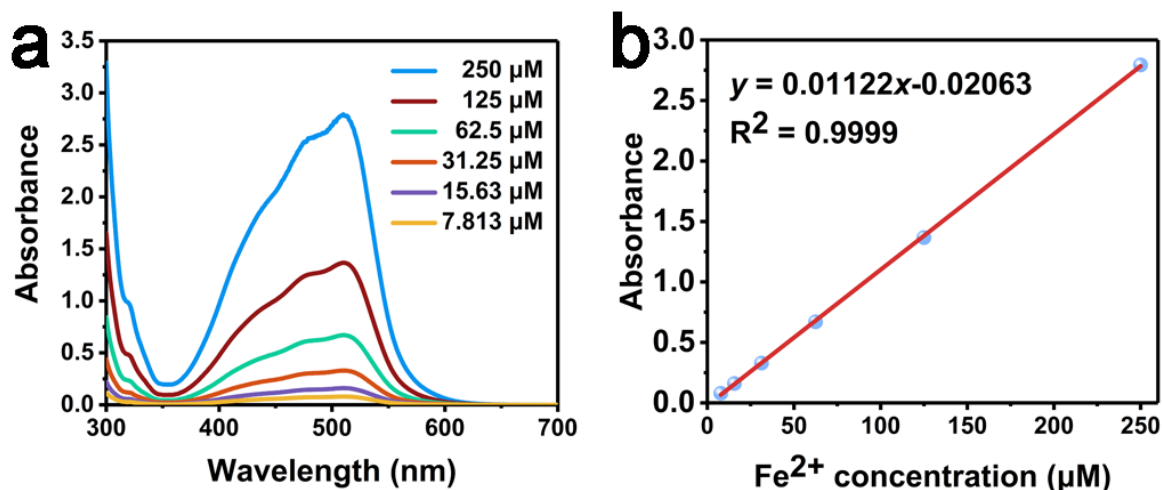 a
3.5
3.0
2.5
2.0
1.5
1.0
0.5
0.0
Absorbance
250 µM
125 µM
62.5 µM
31.25 µM
15.63 µM
7.813 µM
300
400
500
600
700
Wavelength (nm)
b
3.0
2.5
2.0
1.5
1.0
0.5
0.0
Absorbance
y = 0.01122x-0.02063
R² = 0.9999
0
50
100
150
200
250
Fe²⁺ concentration (µM)